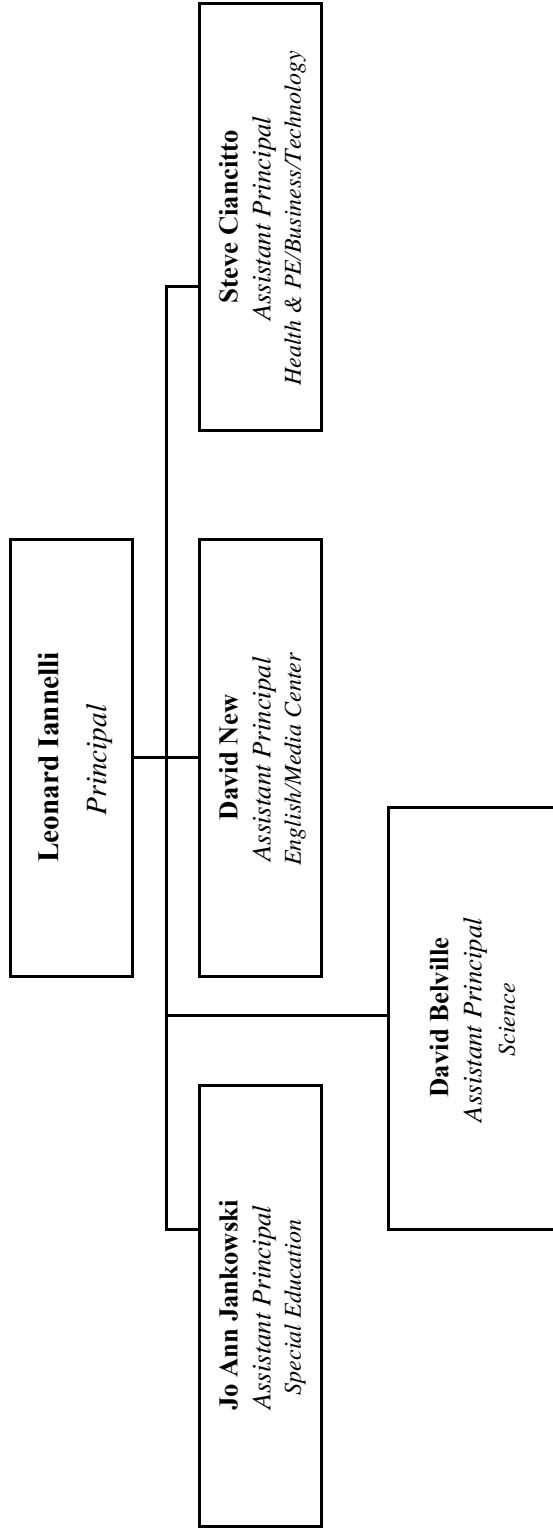 Leonard Iannelli
Principal
Jo Ann Jankowski
Assistant Principal
Special Education
David New
Assistant Principal
English/Media Center
Steve Ciancitto
Assistant Principal
Health & PE/Business/Technology
David Belville
Assistant Principal
Science